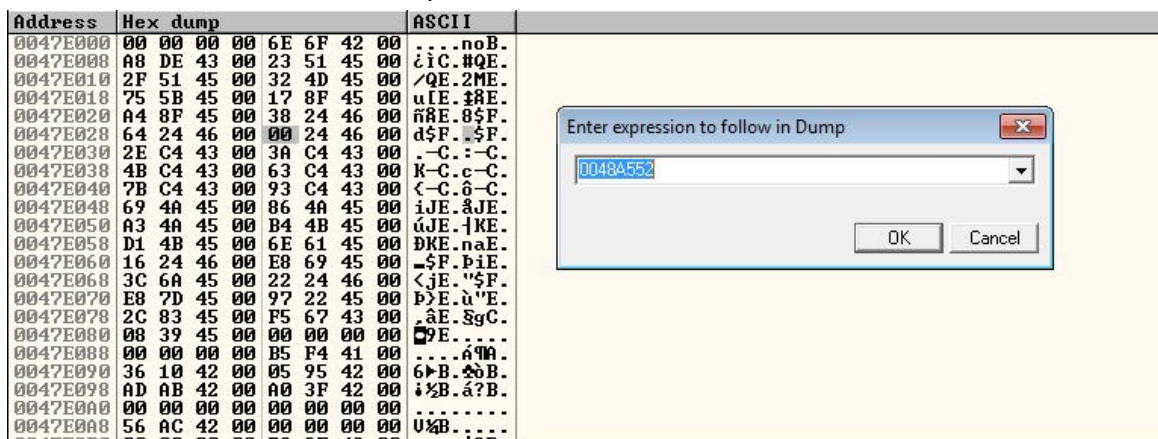 Address Hex dump ASCII
0047E000 00 00 00 00 6E 6F 42 00 ....noB.
0047E008 A8 DE 43 00 23 51 45 00 ¿ìC.#QE.
0047E010 2F 51 45 00 32 4D 45 00 /QE.2ME.
0047E018 75 5B 45 00 17 8F 45 00 u[E.‡ÅE.
0047E020 A4 8F 45 00 38 24 46 00 ñÅE.8$F.
0047E028 64 24 46 00 00 24 46 00 d$F..$F.
0047E030 2E C4 43 00 3A C4 43 00 .─C.:─C.
0047E038 4B C4 43 00 63 C4 43 00 K─C.c─C.
0047E040 7B C4 43 00 93 C4 43 00 {─C.ô─C.
0047E048 69 4A 45 00 86 4A 45 00 iJE.åJE.
0047E050 A3 4A 45 00 B4 4B 45 00 úJE.┤KE.
0047E058 D1 4B 45 00 6E 61 45 00 ÐKE.naE.
0047E060 16 24 46 00 E8 69 45 00 ▬$F.ÞiE.
0047E068 3C 6A 45 00 22 24 46 00 <jE."$F.
0047E070 E8 7D 45 00 97 22 45 00 Þ}E.ù"E.
0047E078 2C 83 45 00 F5 67 43 00 ,âE.§gC.
0047E080 08 39 45 00 00 00 00 00 ◘9E.....
0047E088 00 00 00 00 B5 F4 41 00 ....Á¶A.
0047E090 36 10 42 00 05 95 42 00 6►B.♣òB.
0047E098 AD AB 42 00 A0 3F 42 00 ¡½B.á?B.
0047E0A0 00 00 00 00 00 00 00 00 ........
0047E0A8 56 AC 42 00 00 00 00 00 V¼B.....
Enter expression to follow in Dump
0048A552
OK Cancel